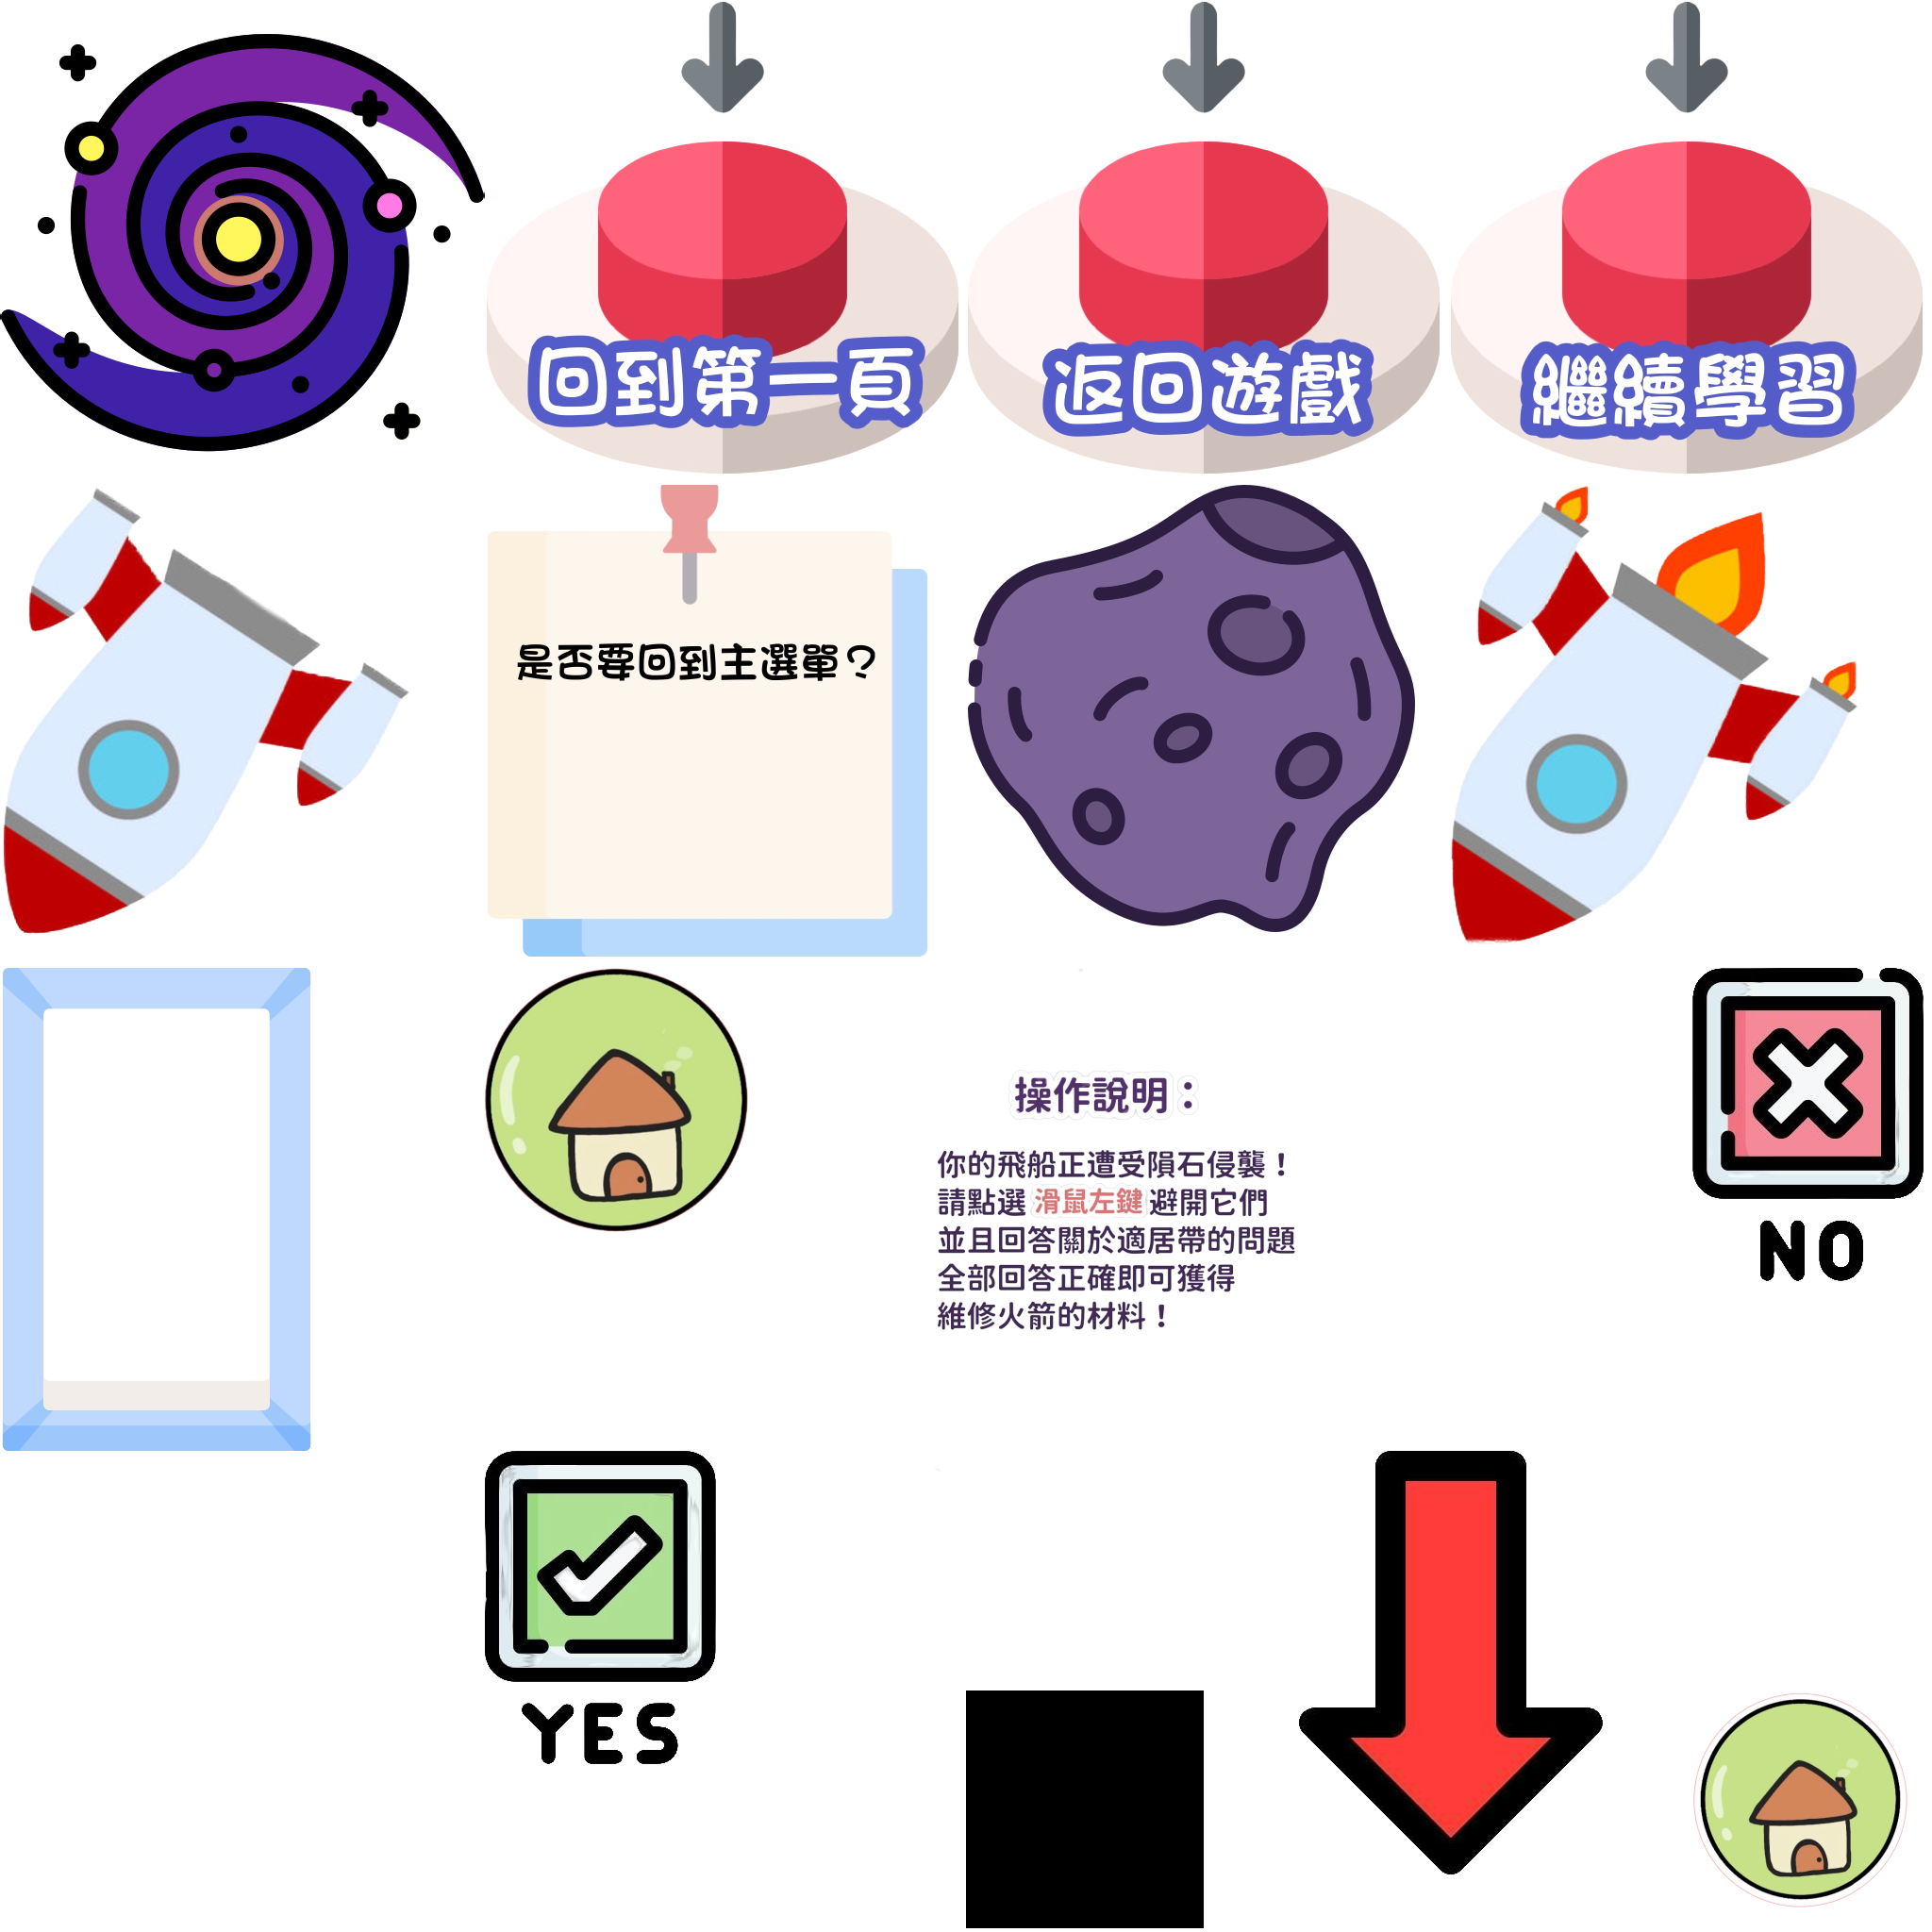 回到第一頁
返回遊戲
繼續學習
是否要回到主選單？
操作說明：
你的飛船正遭受隕石侵襲！
請點選 滑鼠左鍵 避開它們
並且回答關於適居帶的問題
全部回答正確即可獲得
維修火箭的材料！
NO
YES